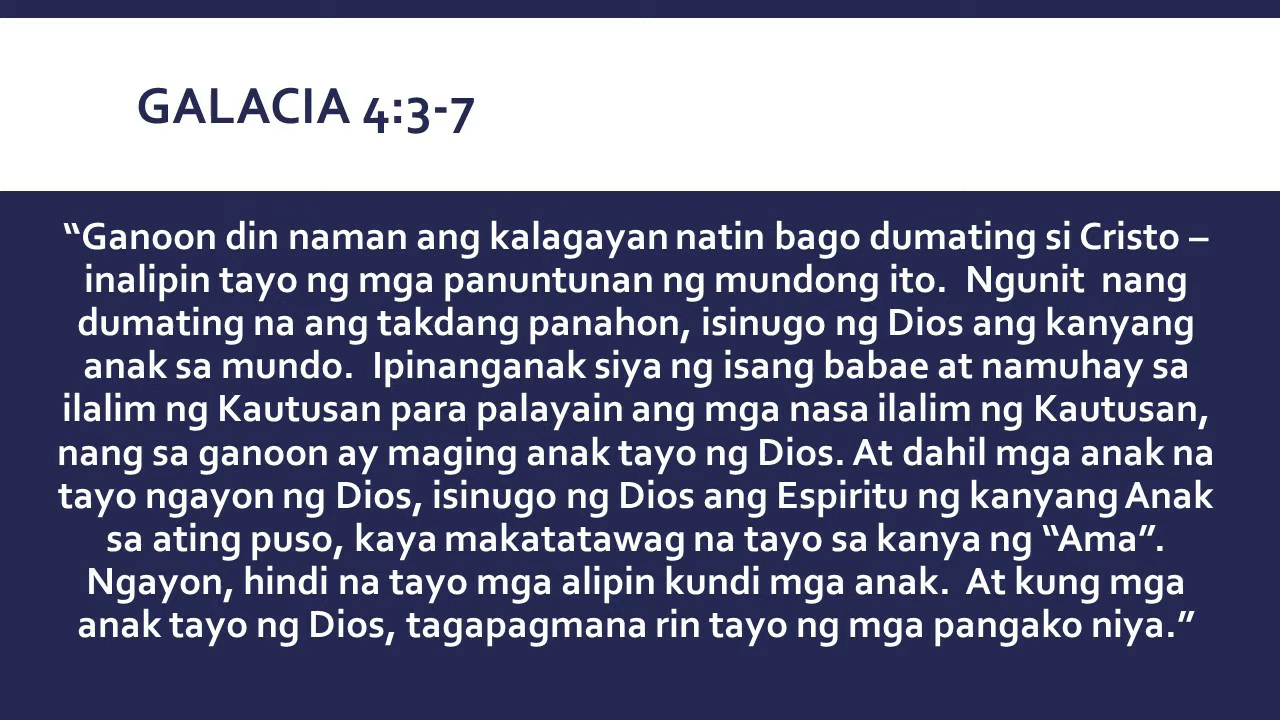 GALACIA 4:3-7
“Ganoon din naman ang kalagayan natin bago dumating si Cristo –
inalipin tayo ng mga panuntunan ng mundong ito. Ngunit nang
dumating na ang takdang panahon, isinugo ng Dios ang kanyang
anak sa mundo. Ipinanganak siya ng isang babae at namuhay sa
ilalim ng Kautusan para palayain ang mga nasa ilalim ng Kautusan,
nang sa ganoon ay maging anak tayo ng Dios. At dahil mga anak na
tayo ngayon ng Dios, isinugo ng Dios ang Espiritu ng kanyang Anak
sa ating puso, kaya makatatawag na tayo sa kanya ng “Ama”.
Ngayon, hindi na tayo mga alipin kundi mga anak. At kung mga
anak tayo ng Dios, tagapagmana rin tayo ng mga pangako niya.”